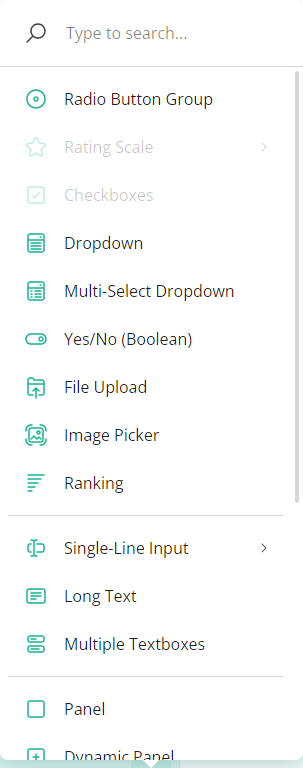 Type to search...
Radio Button Group
Rating Scale
Checkboxes
Dropdown
Multi-Select Dropdown
Yes/No (Boolean)
File Upload
Image Picker
Ranking
Single-Line Input
Long Text
Multiple Textboxes
Panel
Dynamic Panel